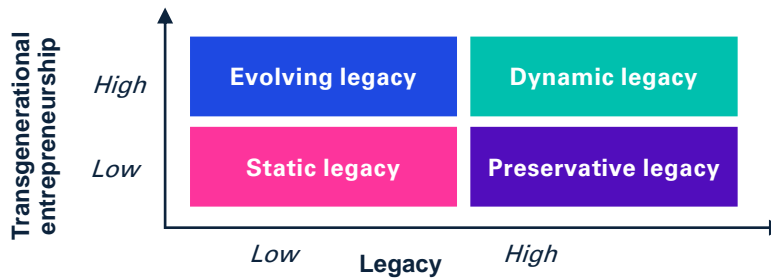 Transgenerational
entrepreneurship
High
Evolving legacy
Dynamic legacy
Low
Static legacy
Preservative legacy
Low
High
Legacy